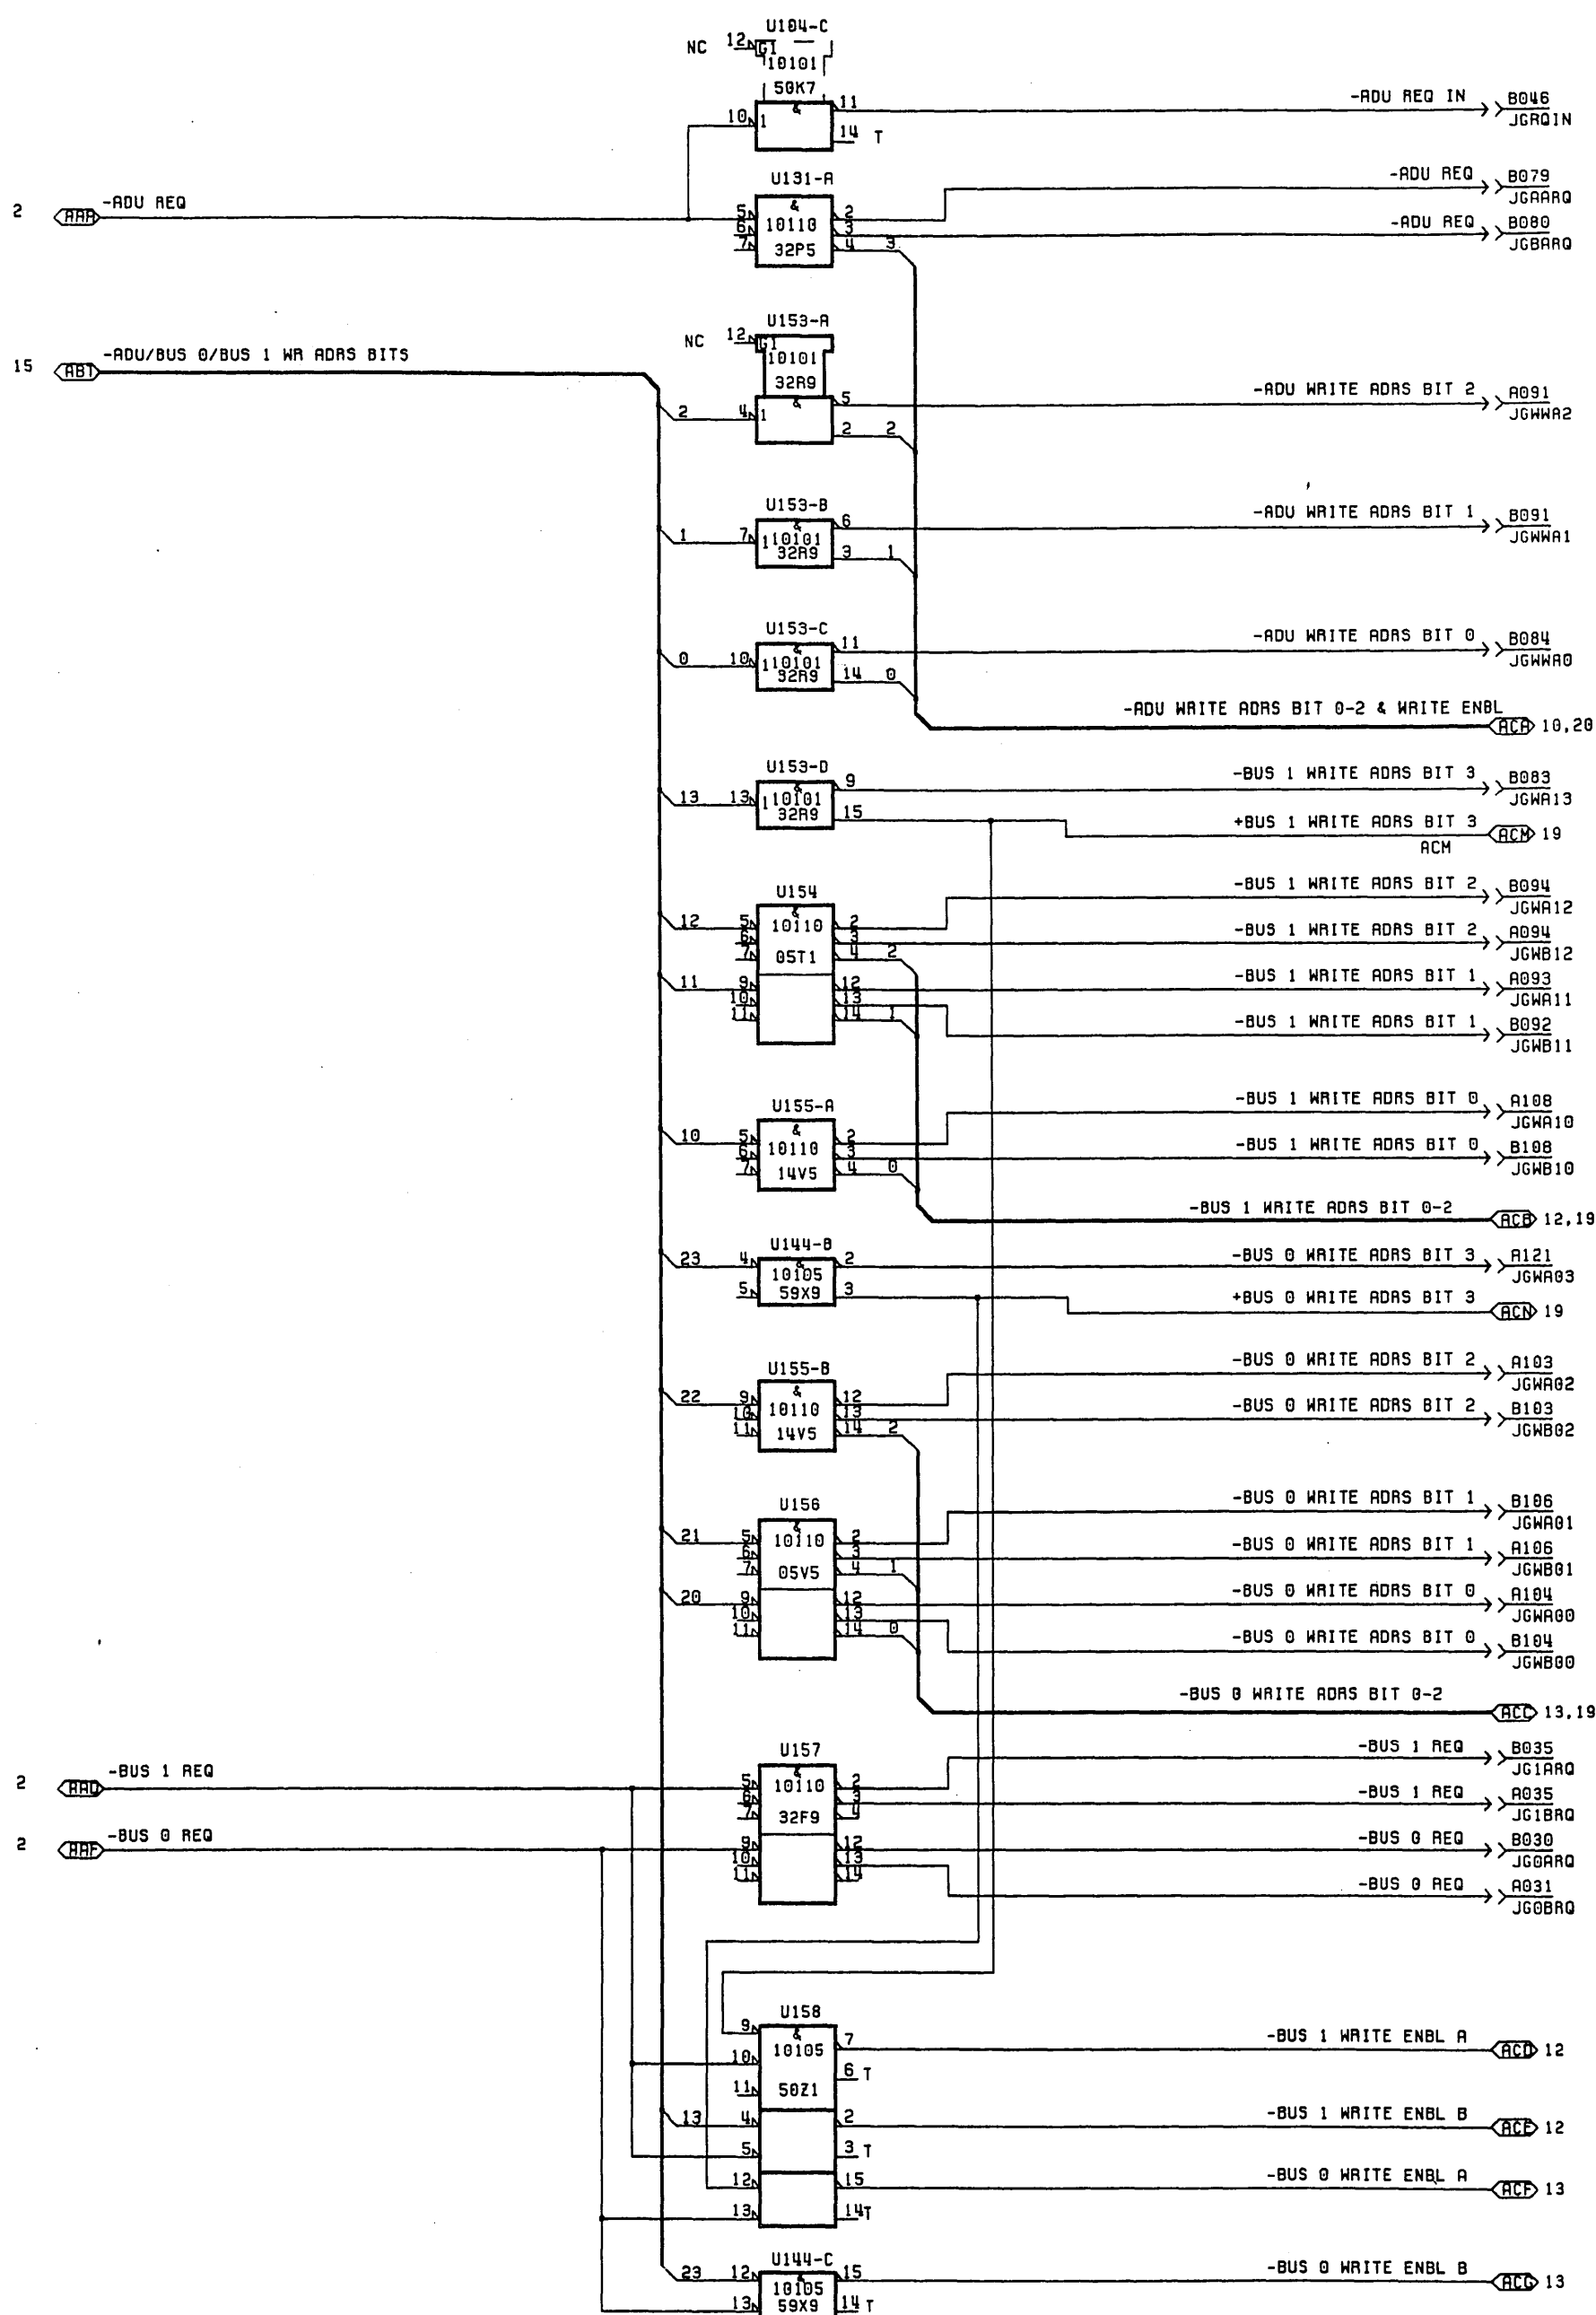 U104-C
NC 12 G1
10101
50K7
&
11 -ADU REQ IN B046
10 1 JGRQIN
14 T
U131-A -ADU REQ B079
2 AAA -ADU REQ JGAARQ
5 & 2
6 10110 3 -ADU REQ B080
7 32P5 4 3 JGBARQ
U153-A
NC 12 G1
15 ABT -ADU/BUS 0/BUS 1 WR ADRS BITS
10101
32R9
2 4 1 & 5 -ADU WRITE ADRS BIT 2 A091
JGWWA2
2 2
U153-B
& 6 -ADU WRITE ADRS BIT 1 B091
1 7 1 10101 JGWWA1
32R9 3 1
U153-C
& 11 -ADU WRITE ADRS BIT 0 B084
0 10 1 10101 JGWWA0
32R9 14 0
-ADU WRITE ADRS BIT 0-2 & WRITE ENBL
ACA 10,20
U153-D
& 9 -BUS 1 WRITE ADRS BIT 3 B083
13 13 1 10101 JGWA13
32R9 15 +BUS 1 WRITE ADRS BIT 3 ACM 19
ACM
U154 -BUS 1 WRITE ADRS BIT 2 B094
JGWA12
12 5 & 2
6 10110 3 -BUS 1 WRITE ADRS BIT 2 A094
7 05T1 4 2 JGWB12
11 9 12 -BUS 1 WRITE ADRS BIT 1 A093
10 13 JGWA11
11 14 1
-BUS 1 WRITE ADRS BIT 1 B092
JGWB11
U155-A -BUS 1 WRITE ADRS BIT 0 A108
JGWA10
10 5 & 2
6 10110 3 -BUS 1 WRITE ADRS BIT 0 B108
7 14V5 4 0 JGWB10
-BUS 1 WRITE ADRS BIT 0-2 ACB 12,19
U144-B
23 4 & 2 -BUS 0 WRITE ADRS BIT 3 A121
10105 JGWA03
5 59X9 3 +BUS 0 WRITE ADRS BIT 3 ACN 19
U155-B -BUS 0 WRITE ADRS BIT 2 A103
JGWA02
22 9 & 12
10 10110 13 -BUS 0 WRITE ADRS BIT 2 B103
11 14V5 14 2 JGWB02
U156 -BUS 0 WRITE ADRS BIT 1 B106
JGWA01
21 5 & 2
6 10110 3 -BUS 0 WRITE ADRS BIT 1 A106
7 05V5 4 1 JGWB01
20 9 12 -BUS 0 WRITE ADRS BIT 0 A104
10 13 JGWA00
11 14 0
-BUS 0 WRITE ADRS BIT 0 B104
JGWB00
-BUS 0 WRITE ADRS BIT 0-2 ACC 13,19
U157 -BUS 1 REQ B035
JG1ARQ
2 AAD -BUS 1 REQ
5 & 2
6 10110 3 -BUS 1 REQ A035
7 32F9 4 JG1BRQ
2 AAF -BUS 0 REQ
9 12 -BUS 0 REQ B030
10 13 JG0ARQ
11 14
-BUS 0 REQ A031
JG0BRQ
U158
9 & 7 -BUS 1 WRITE ENBL A ACD 12
10 10105
6 T
11 50Z1
13 4 2 -BUS 1 WRITE ENBL B ACE 12
5 3 T
12 15 -BUS 0 WRITE ENBL A ACF 13
13 14 T
U144-C
23 12 & 15 -BUS 0 WRITE ENBL B ACG 13
10105
13 59X9 14 T